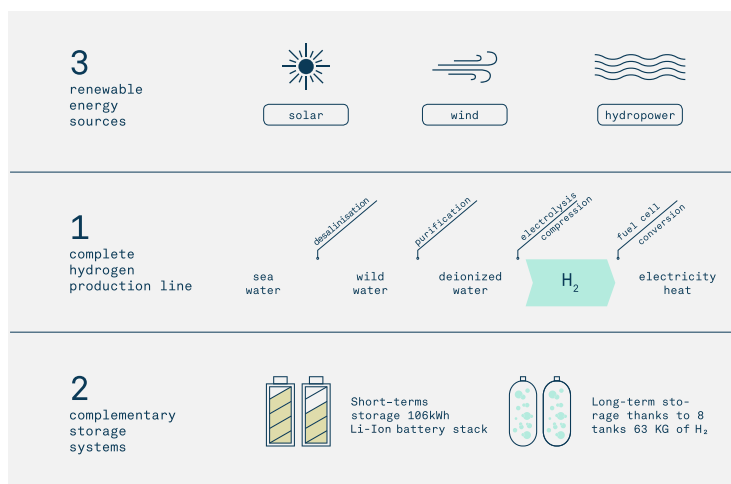 3
renewable
energy
sources
solar
wind
hydropower
1
complete
hydrogen
production line
desalinisation
purification
electrolysis
compression
fuel cell
conversion
sea
water
wild
water
deionized
water
H₂
electricity
heat
2
complementary
storage
systems
Short-terms
storage 106kWh
Li-Ion battery stack
Long-term sto-
rage thanks to 8
tanks 63 KG of H₂